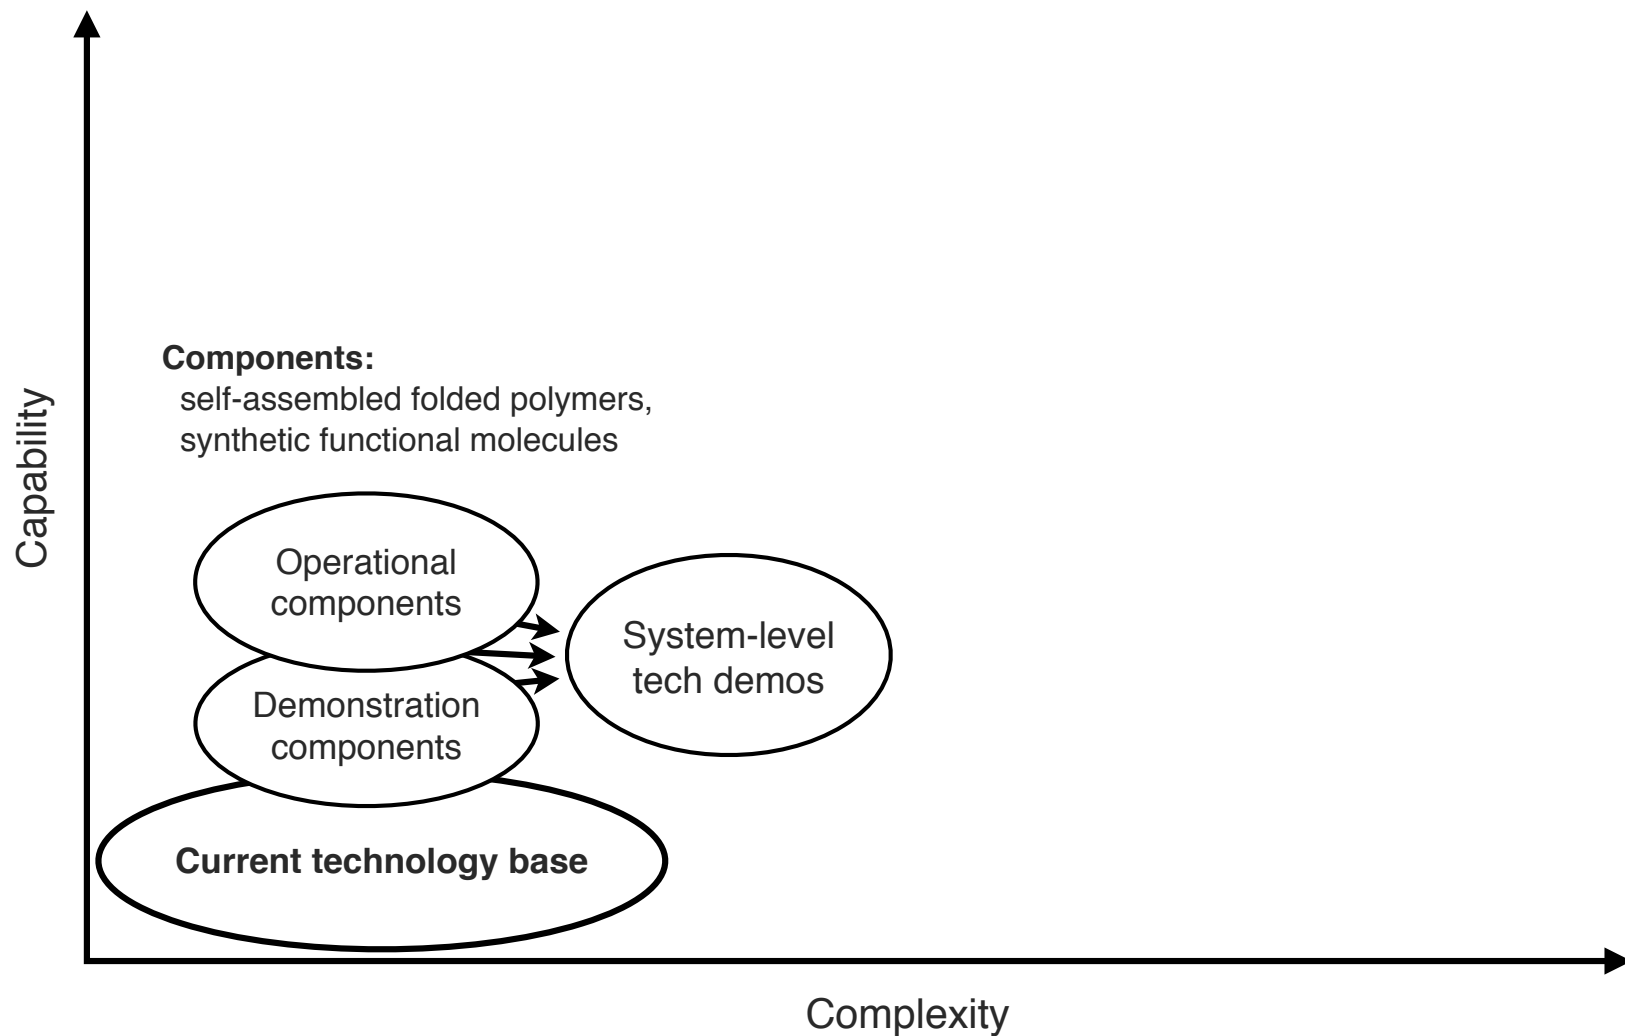 Capability
Components:
self-assembled folded polymers,
synthetic functional molecules
Operational
components
System-level
tech demos
Demonstration
components
Current technology base
Complexity